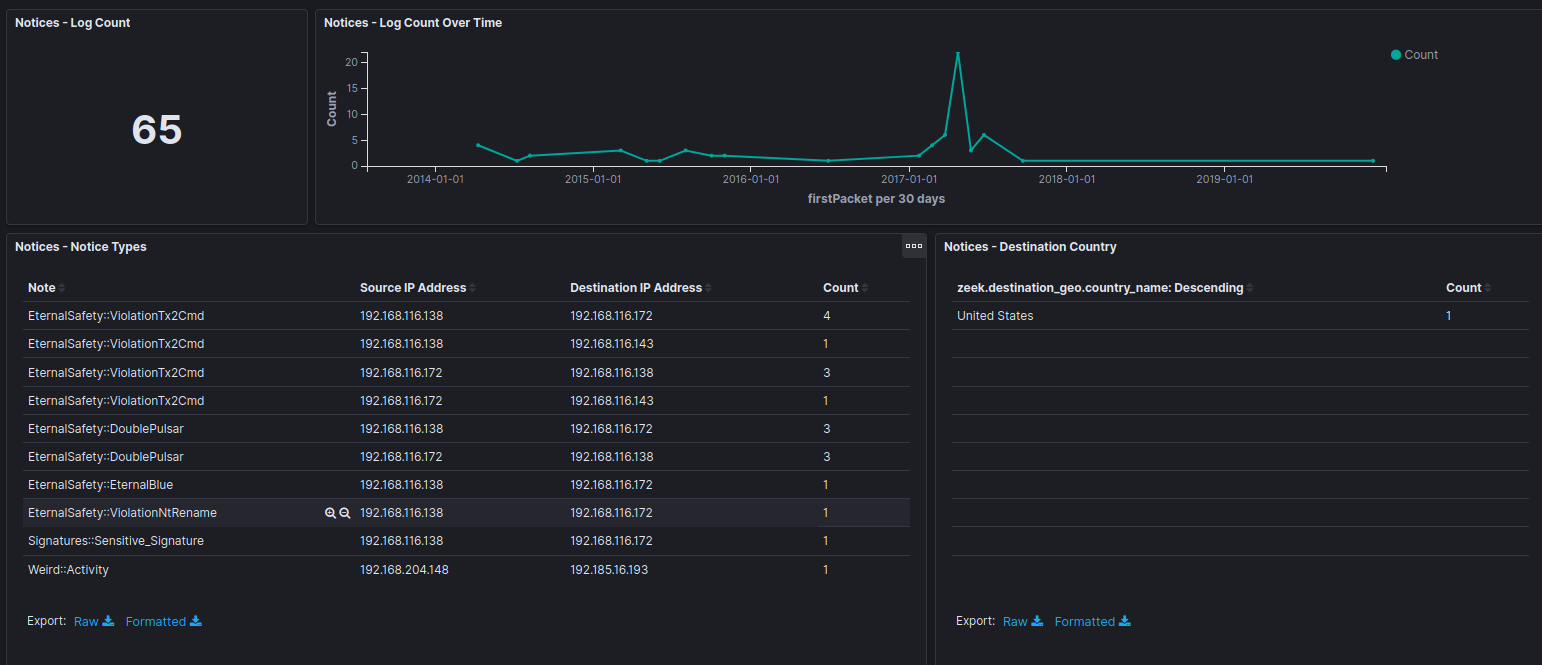 Notices - Log Count
65
Notices - Log Count Over Time
Count
20
15
10
5
0
Count
2014-01-01 2015-01-01 2016-01-01 2017-01-01 2018-01-01 2019-01-01
firstPacket per 30 days
Notices - Notice Types
Note Source IP Address Destination IP Address Count
EternalSafety::ViolationTx2Cmd 192.168.116.138 192.168.116.172 4
EternalSafety::ViolationTx2Cmd 192.168.116.138 192.168.116.143 1
EternalSafety::ViolationTx2Cmd 192.168.116.172 192.168.116.138 3
EternalSafety::ViolationTx2Cmd 192.168.116.172 192.168.116.143 1
EternalSafety::DoublePulsar 192.168.116.138 192.168.116.172 3
EternalSafety::DoublePulsar 192.168.116.172 192.168.116.138 3
EternalSafety::EternalBlue 192.168.116.138 192.168.116.172 1
EternalSafety::ViolationNtRename 192.168.116.138 192.168.116.172 1
Signatures::Sensitive_Signature 192.168.116.138 192.168.116.172 1
Weird::Activity 192.168.204.148 192.185.16.193 1
Export: Raw Formatted
Notices - Destination Country
zeek.destination_geo.country_name: Descending Count
United States 1
Export: Raw Formatted